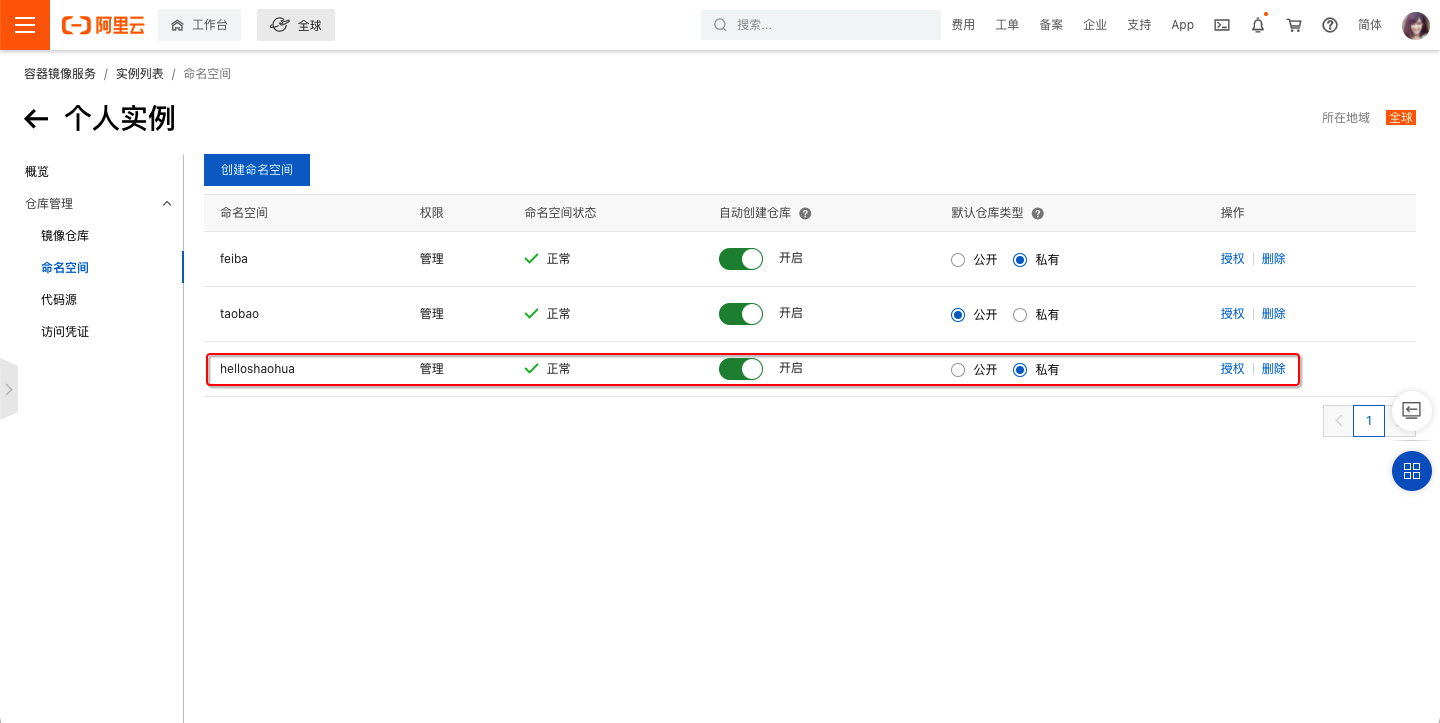 阿里云 工作台 全球 搜索... 费用 工单 备案 企业 支持 App 简体
容器镜像服务 / 实例列表 / 命名空间
个人实例 所在地域 全球
概览
仓库管理
镜像仓库
命名空间
代码源
访问凭证
创建命名空间
命名空间 权限 命名空间状态 自动创建仓库 默认仓库类型 操作
feiba 管理 正常 开启 公开 私有 授权 删除
taobao 管理 正常 开启 公开 私有 授权 删除
helloshaohua 管理 正常 开启 公开 私有 授权 删除
1